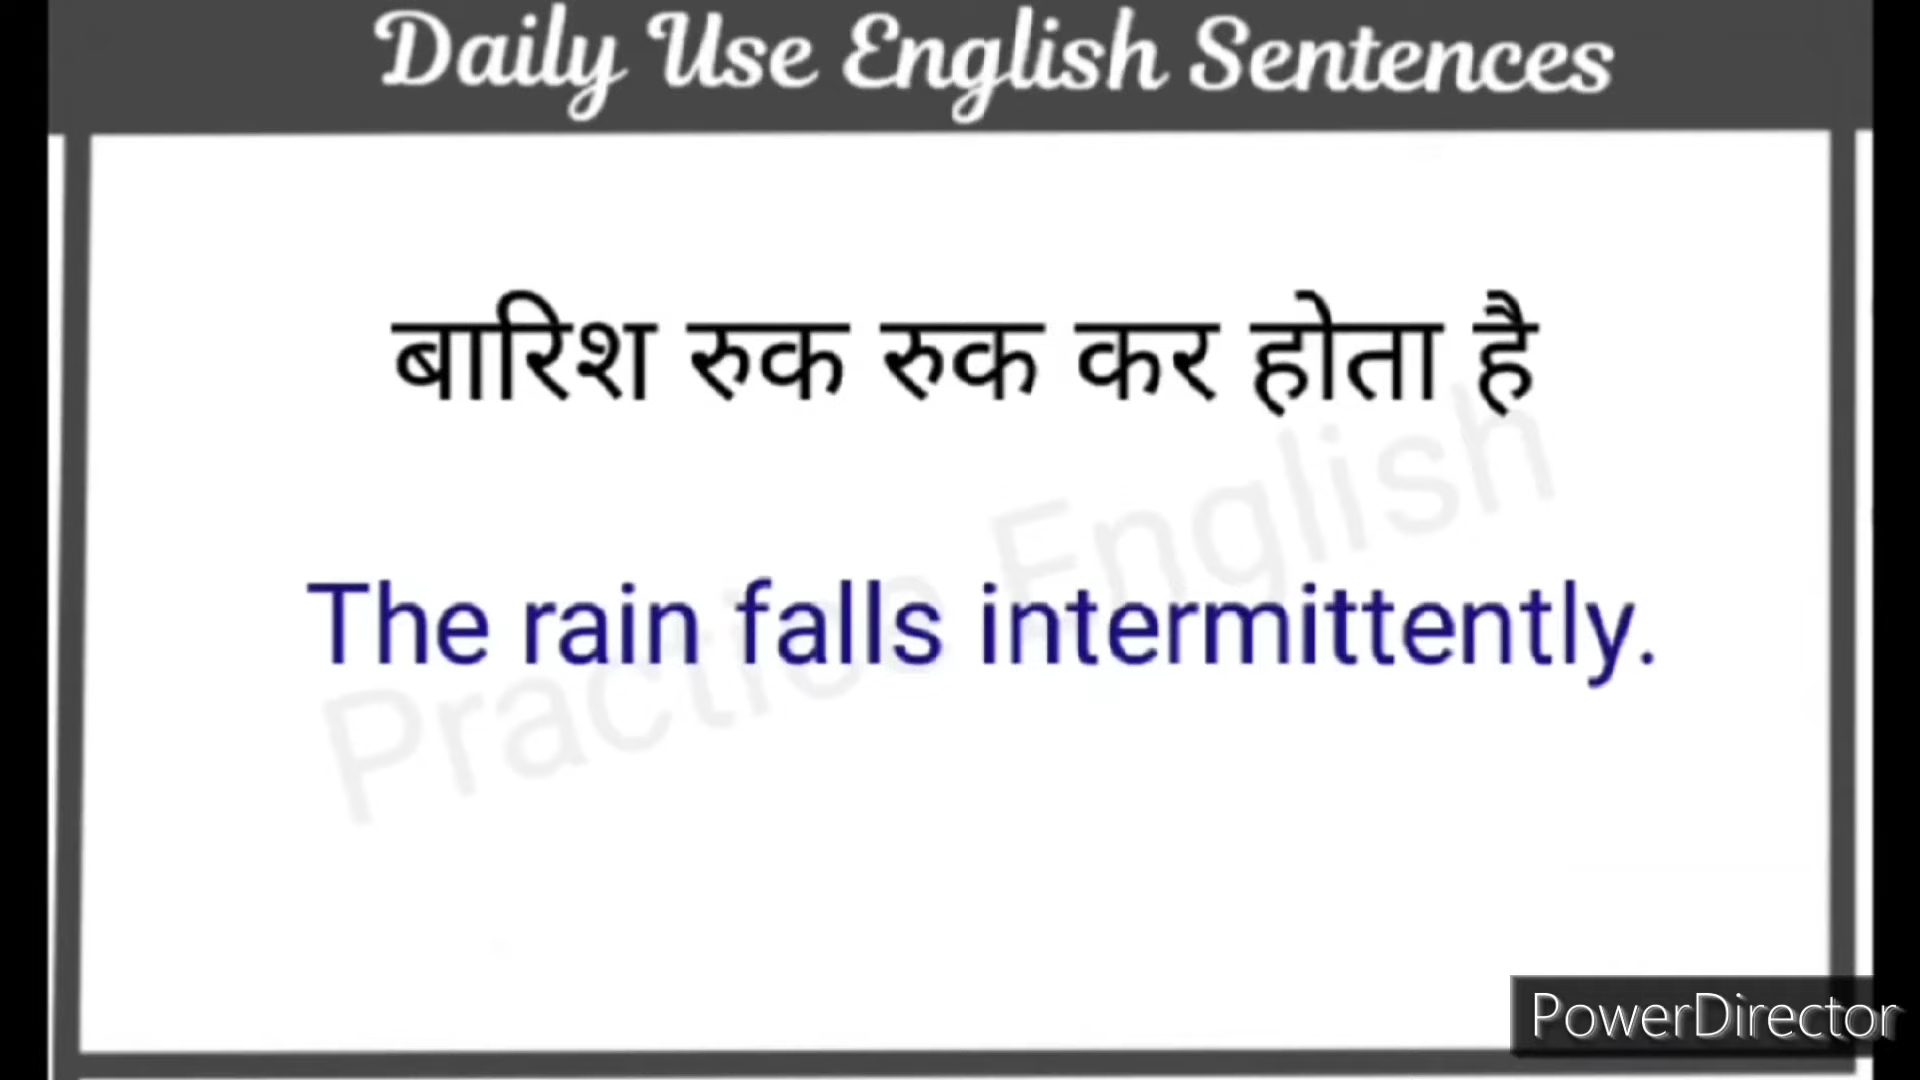 Daily Use English Sentences
बारिश रुक रुक कर होता है
The rain falls intermittently.
Practice English
PowerDirector